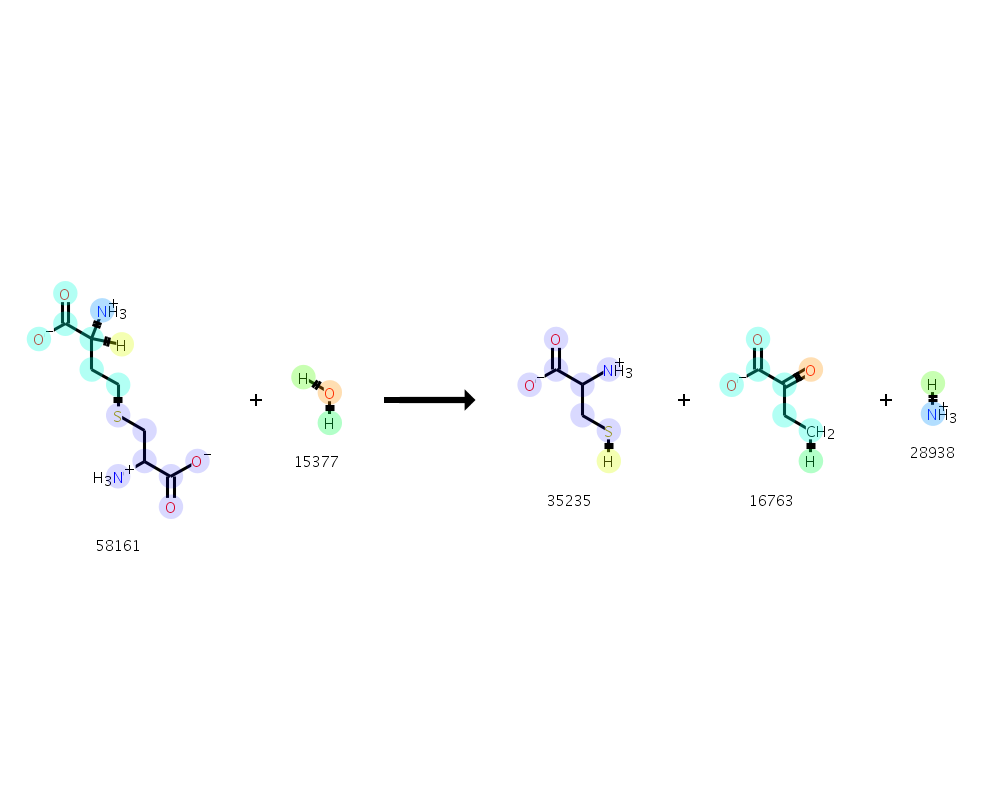 O
NH3+
O−
H
S
O−
H3N+
O
58161
+
H
O
H
15377
O
NH3+
O−
S
H
35235
+
O
O
O−
CH2
H
16763
+
H
NH3+
28938